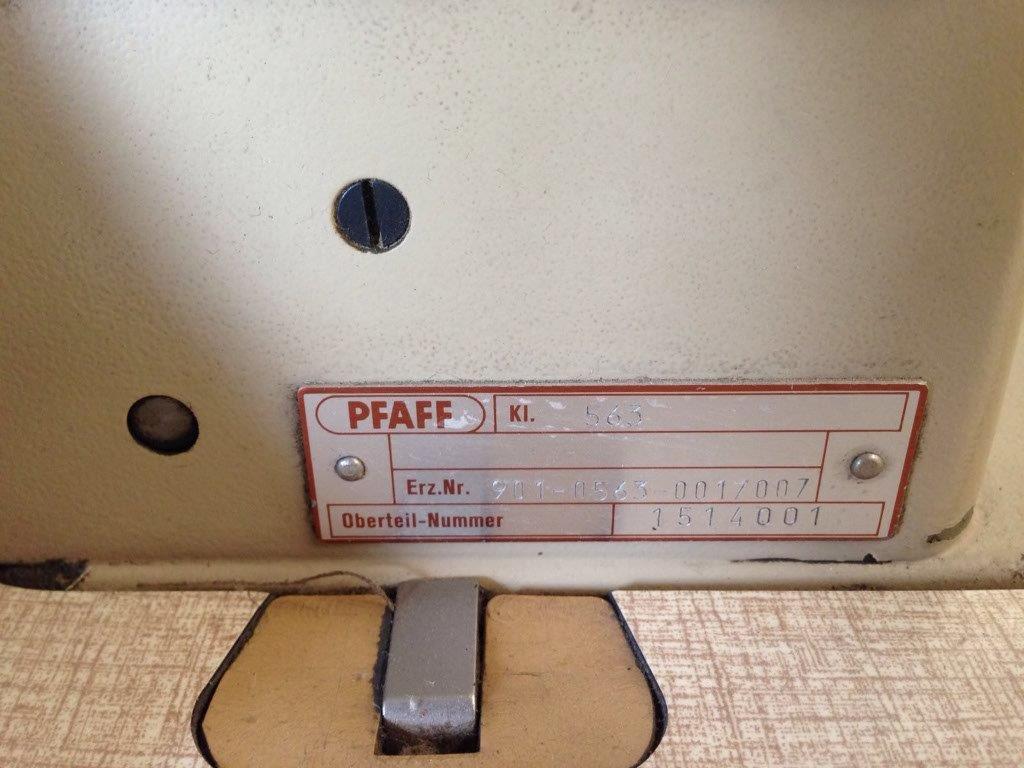 PFAFF Kl. 563
Erz.Nr. 901-0563-001/007
Oberteil-Nummer 1514001